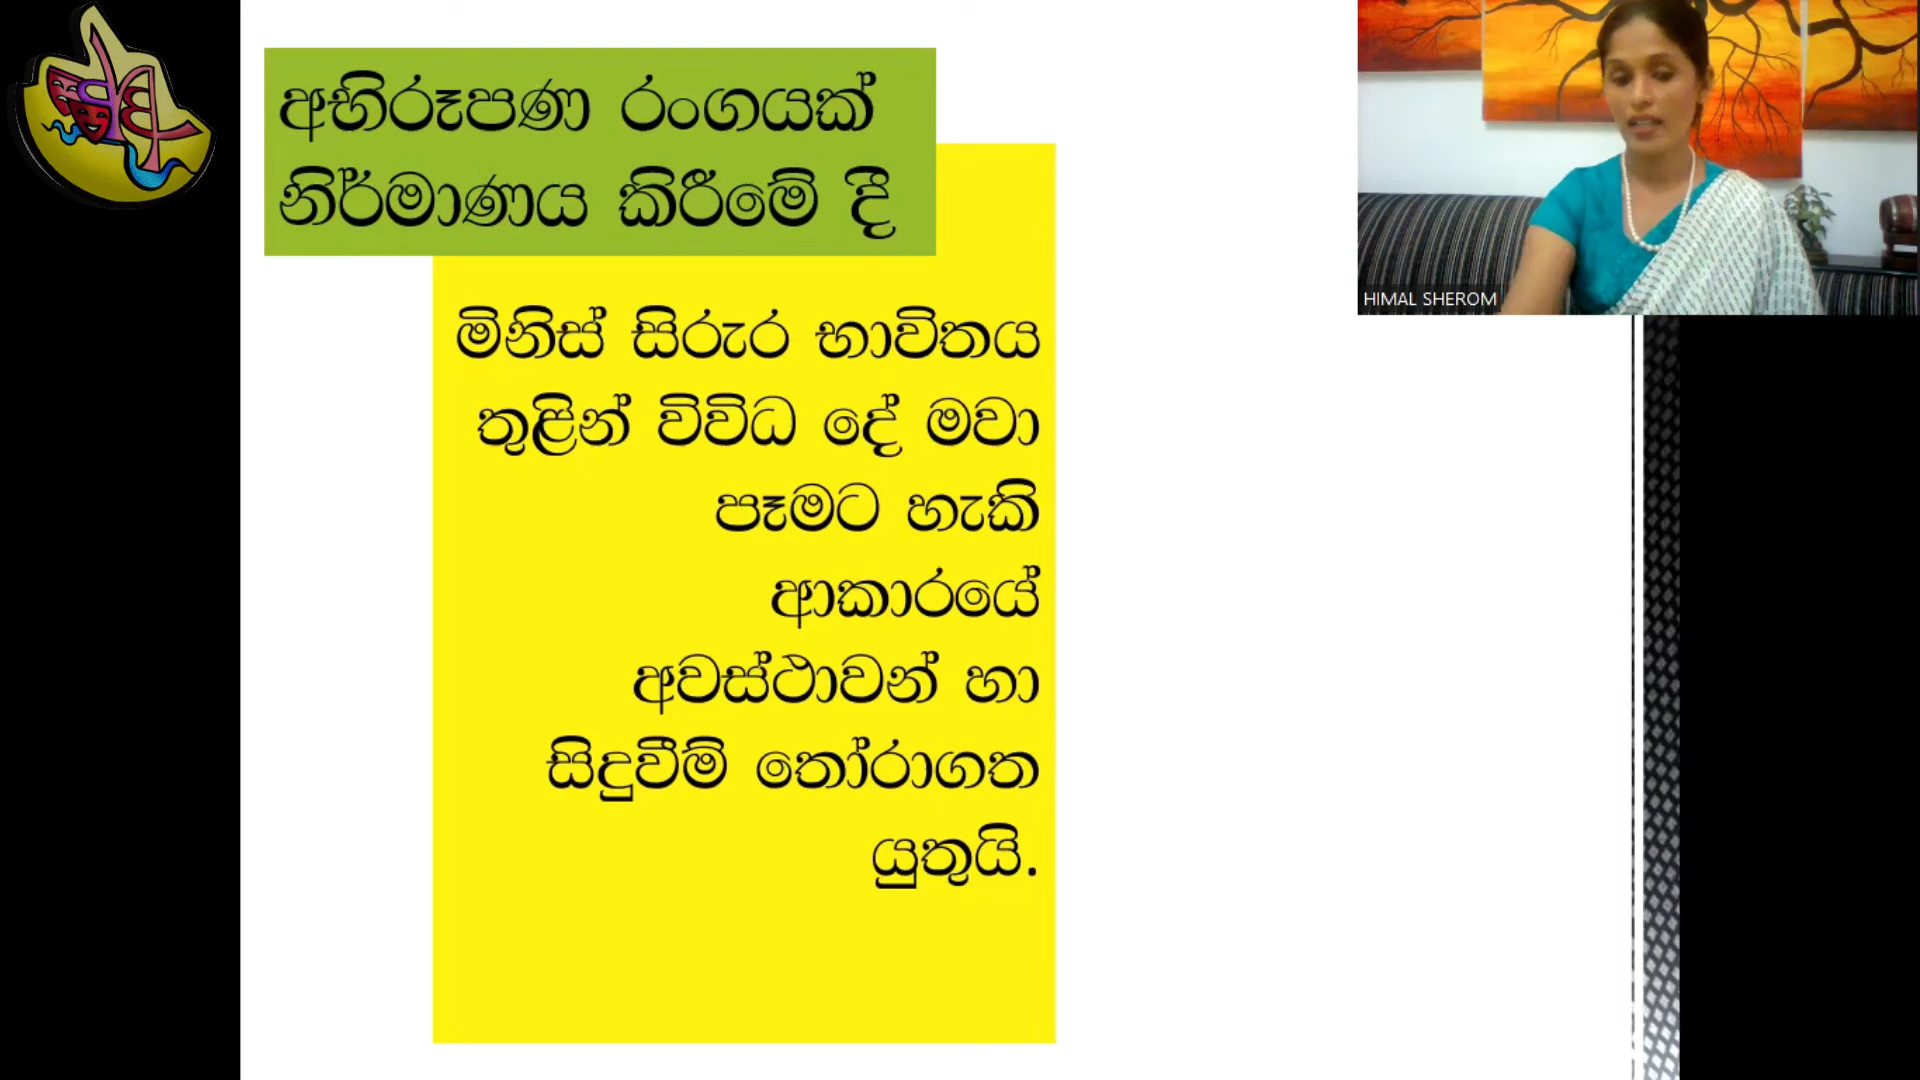 අභිරූපණ රංගයක්
නිර්මාණය කිරීමේ දී
මිනිස් සිරුර භාවිතය
තුළින් විවිධ දේ මවා
පෑමට හැකි
ආකාරයේ
අවස්ථාවන් හා
සිදුවීම් තෝරාගත
යුතුයි.
HIMAL SHEROM